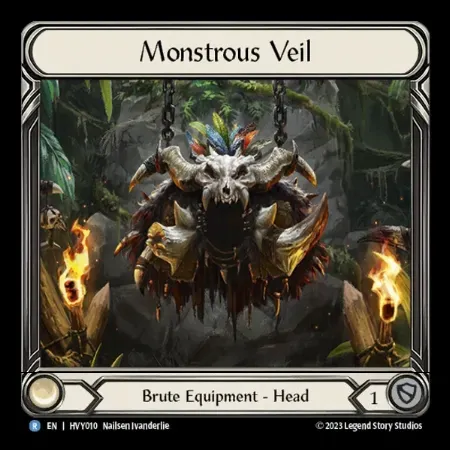 Monstrous Veil
Brute Equipment - Head
1
R EN | HVY010 Nailsen Ivanderlie
© 2023 Legend Story Studios